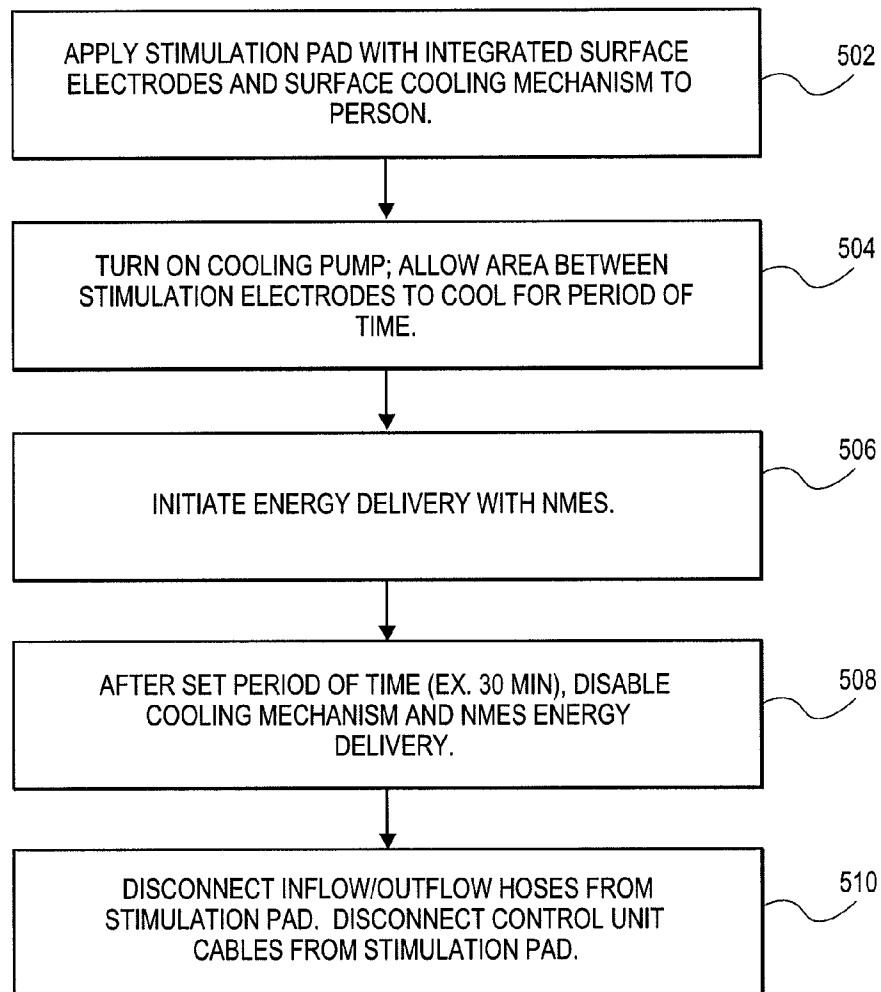 APPLY STIMULATION PAD WITH INTEGRATED SURFACE
ELECTRODES AND SURFACE COOLING MECHANISM TO
PERSON.
502
TURN ON COOLING PUMP; ALLOW AREA BETWEEN
STIMULATION ELECTRODES TO COOL FOR PERIOD OF
TIME.
504
INITIATE ENERGY DELIVERY WITH NMES.
506
AFTER SET PERIOD OF TIME (EX. 30 MIN), DISABLE
COOLING MECHANISM AND NMES ENERGY
DELIVERY.
508
DISCONNECT INFLOW/OUTFLOW HOSES FROM
STIMULATION PAD. DISCONNECT CONTROL UNIT
CABLES FROM STIMULATION PAD.
510